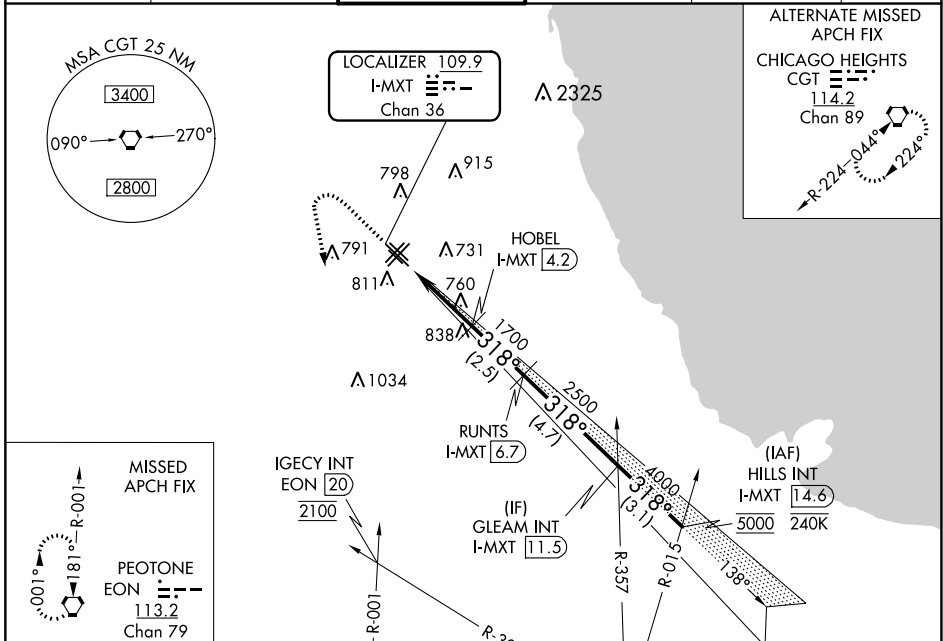 MSA CGT 25 NM
3400
090°
270°
2800
LOCALIZER 109.9
I-MXT
Chan 36
2325
ALTERNATE MISSED
APCH FIX
CHICAGO HEIGHTS
CGT
114.2
Chan 89
R-224
044°
224°
798
915
791
731
811
760
838
1034
HOBEL
I-MXT 4.2
1700
318°
(2.5)
2500
318°
(4.7)
RUNTS
I-MXT 6.7
4000
318°
(3.1)
(IF)
GLEAM INT
I-MXT 11.5
(IAF)
HILLS INT
I-MXT 14.6
5000 240K
138°
R-357
R-015
IGECY INT
EON 20
2100
R-001
MISSED
APCH FIX
R-001
001°
181°
PEOTONE
EON
113.2
Chan 79